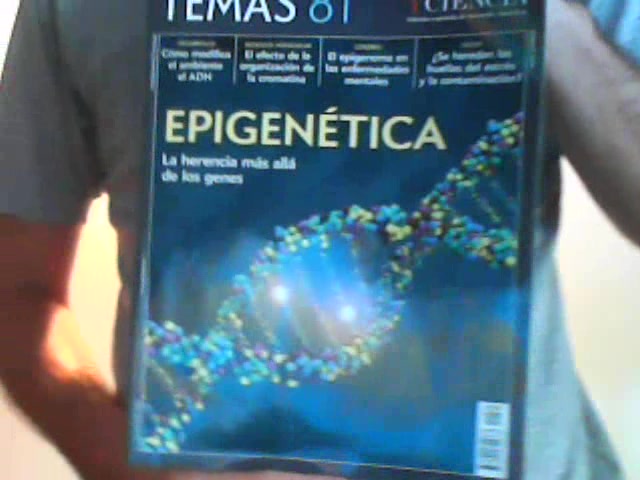 TEMAS 81
Y CIENCIA
Cómo modifica
el ambiente
el ADN
El efecto de la
organización de
la cromatina
El epigenoma en
las enfermedades
mentales
¿Se heredan las
huellas del estrés
y la contaminación?
EPIGENÉTICA
La herencia más allá
de los genes